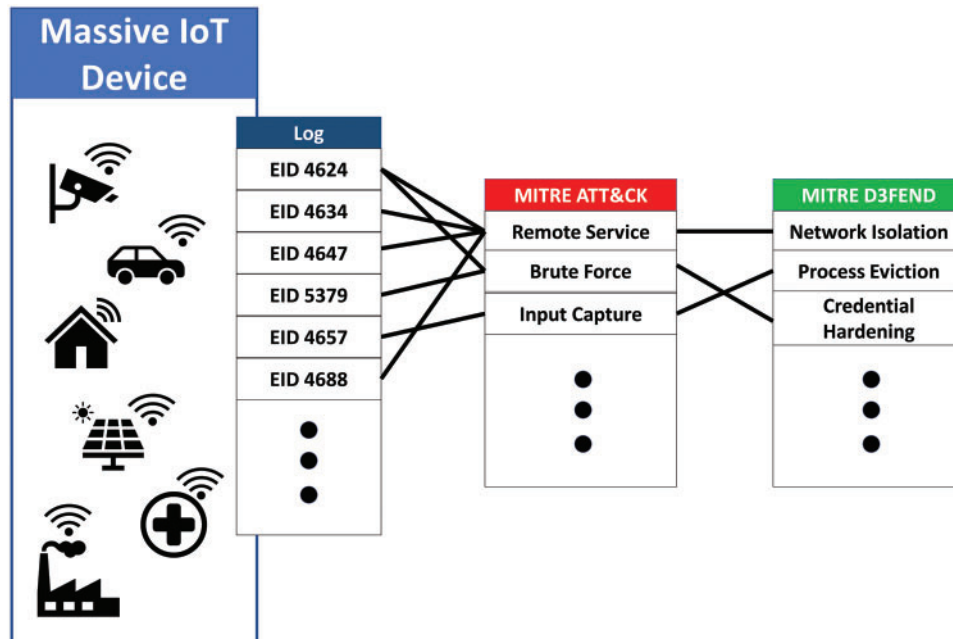 Massive IoT
Device
Log
EID 4624
EID 4634
EID 4647
EID 5379
EID 4657
EID 4688
MITRE ATT&CK
Remote Service
Brute Force
Input Capture
MITRE D3FEND
Network Isolation
Process Eviction
Credential
Hardening